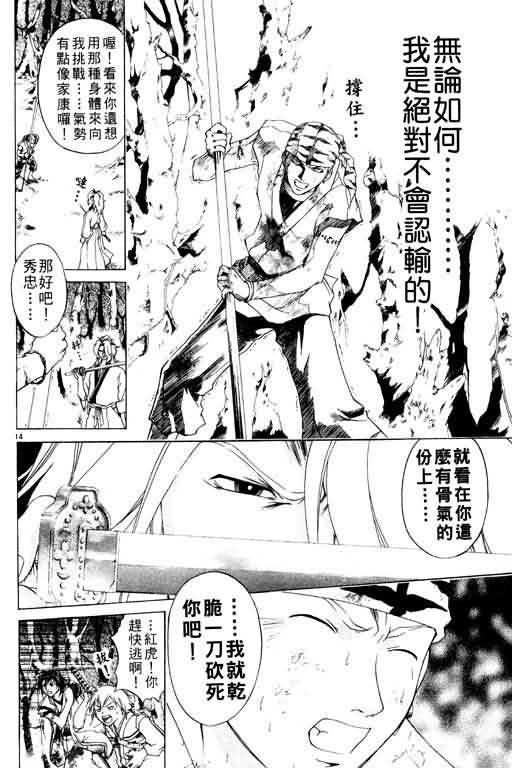 無論如何…………
我是絕對不會認輸的！
撐住…
喔！看來你還想
用那種身體來向
我挑戰……氣勢
有點像家康囉！
那好吧！
秀忠……
14
就看在你這
麼有骨氣的
份上……
……我就乾
脆一刀砍死
你吧！
…紅虎！你
趕快逃啊！